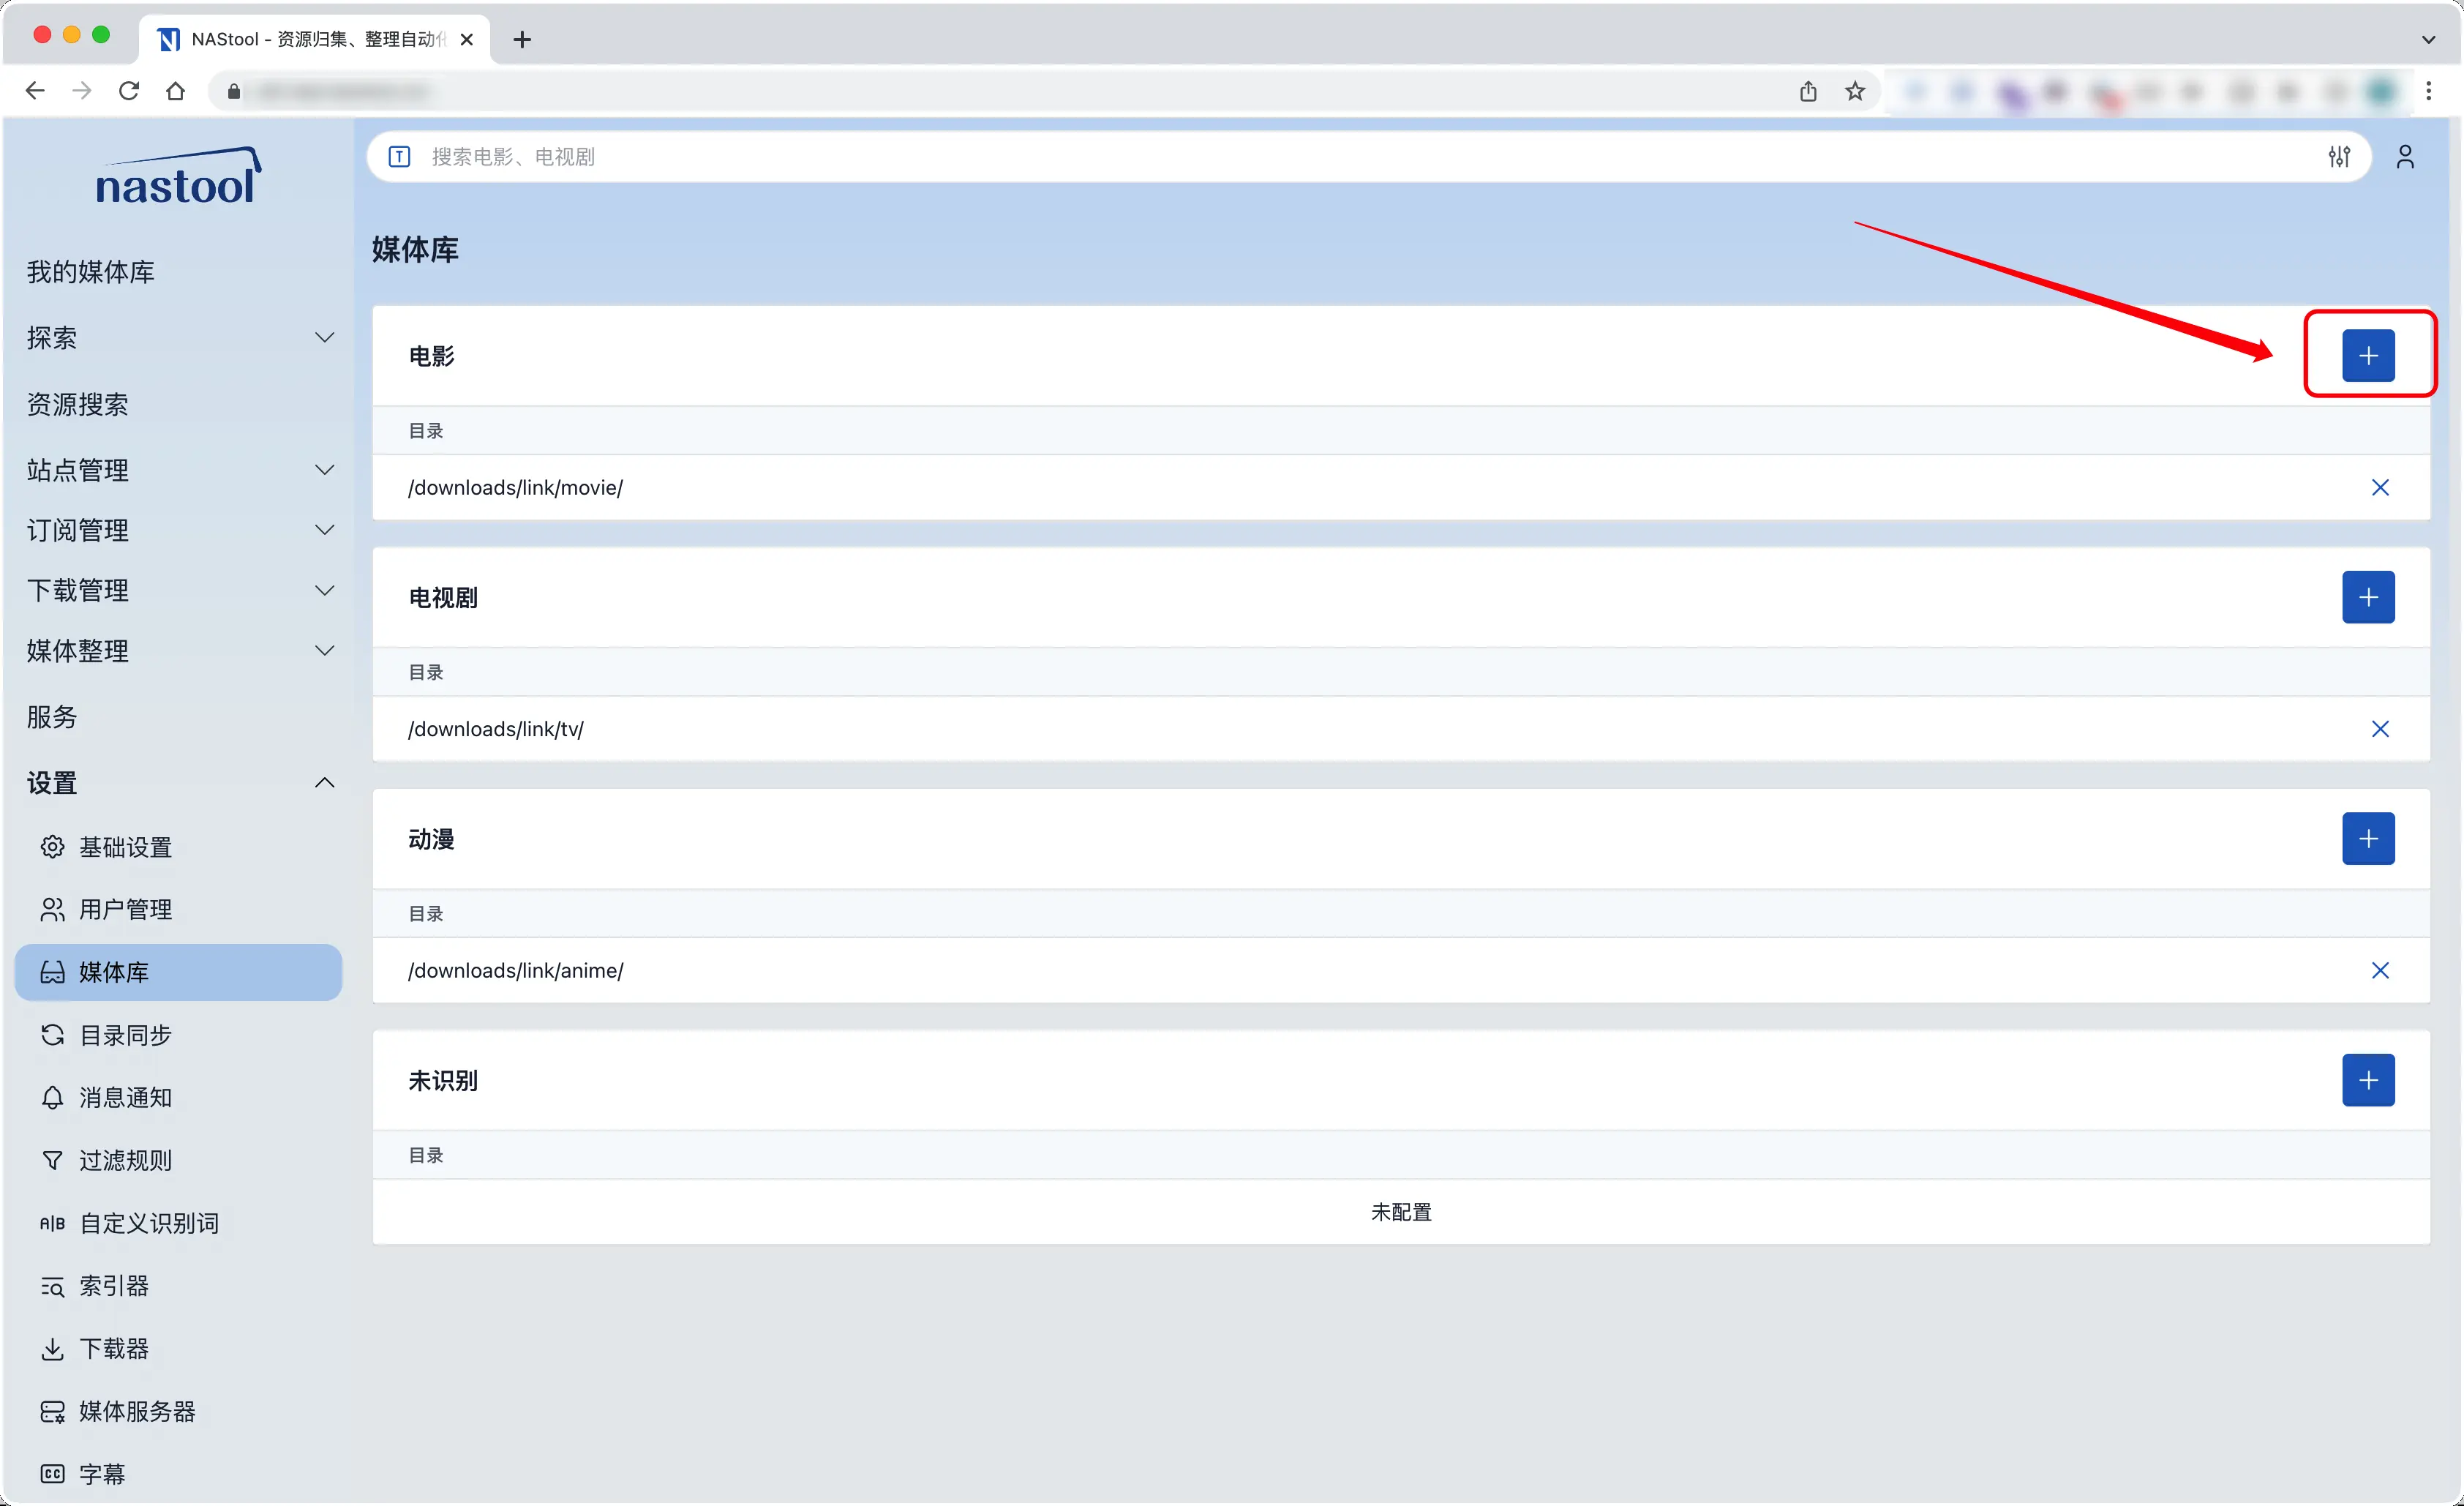 NAStool - 资源归集、整理自动化
nastool
搜索电影、电视剧
我的媒体库
探索
资源搜索
站点管理
订阅管理
下载管理
媒体整理
服务
设置
基础设置
用户管理
媒体库
目录同步
消息通知
过滤规则
A|B 自定义识别词
索引器
下载器
媒体服务器
CC 字幕
媒体库
电影
目录
/downloads/link/movie/
电视剧
目录
/downloads/link/tv/
动漫
目录
/downloads/link/anime/
未识别
目录
未配置